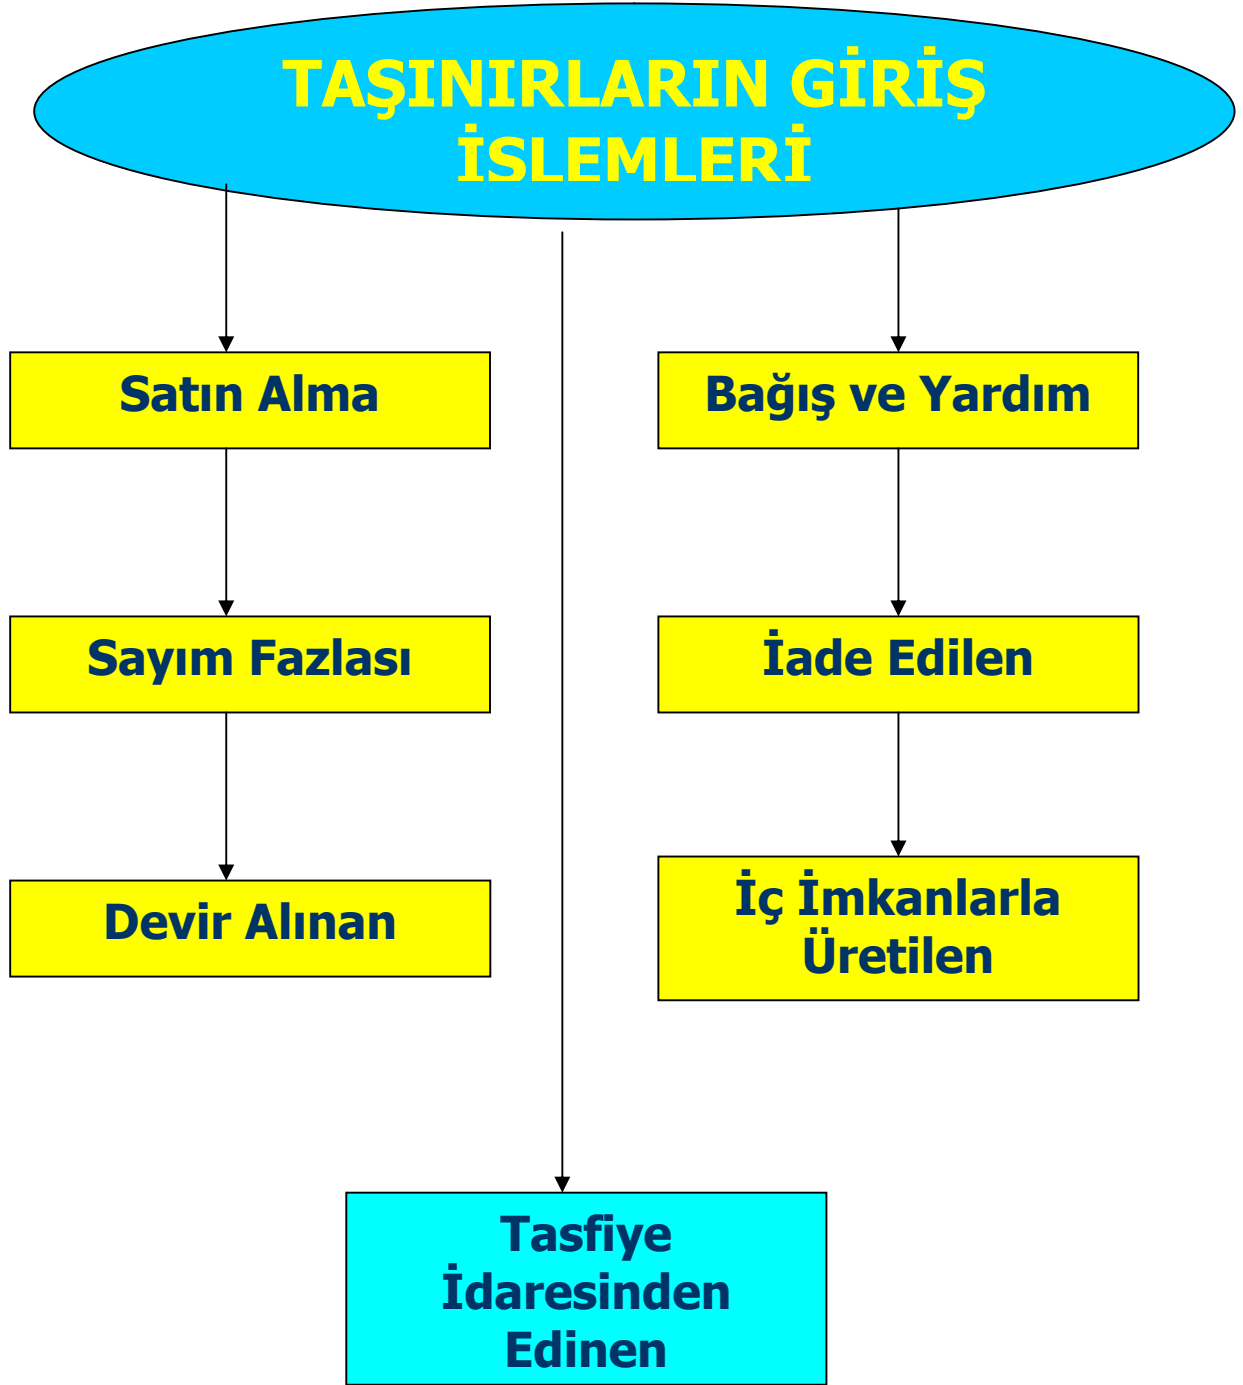 TAŞINIRLARIN GİRİŞ
İSLEMLERİ
Satın Alma
Bağış ve Yardım
Sayım Fazlası
İade Edilen
Devir Alınan
İç İmkanlarla
Üretilen
Tasfiye
İdaresinden
Edinen